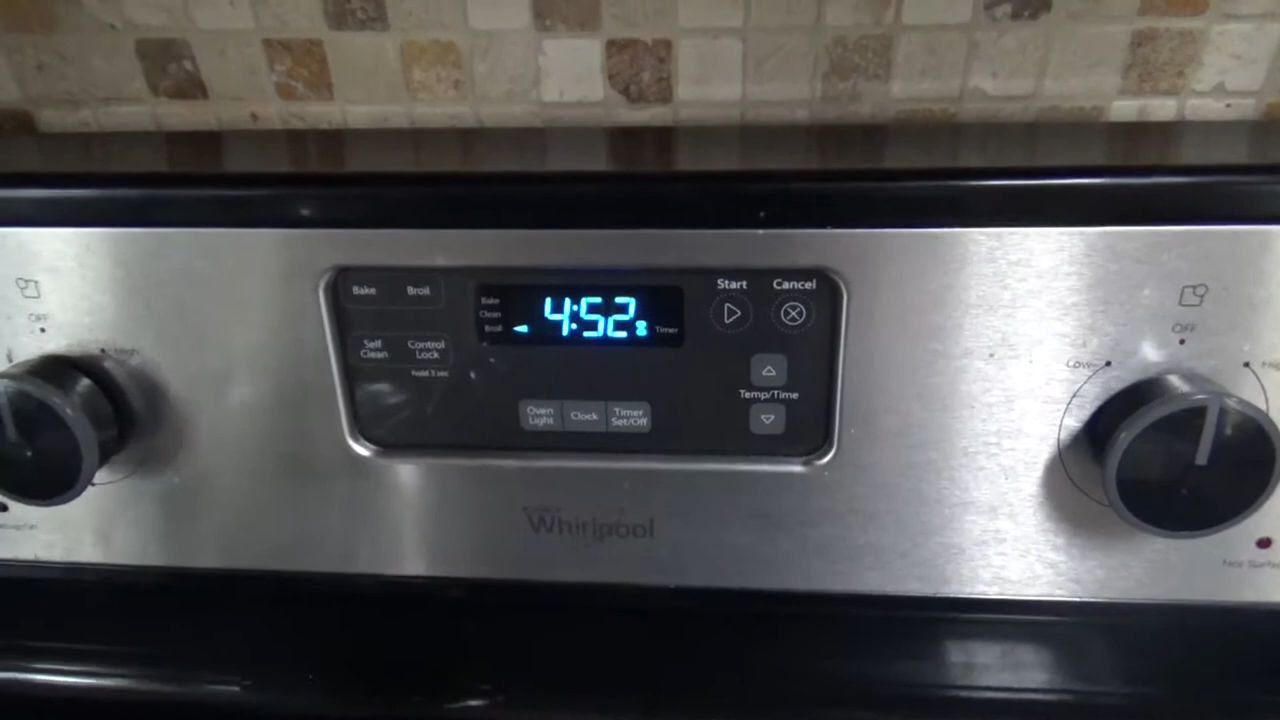 Bake Broil
Self Clean
Control Lock
hold 3 sec
Bake
Clean
Broil
4:52
Timer
Start Cancel
Temp/Time
Oven Light
Clock
Timer Set/Off
Whirlpool
OFF
OFF
Low